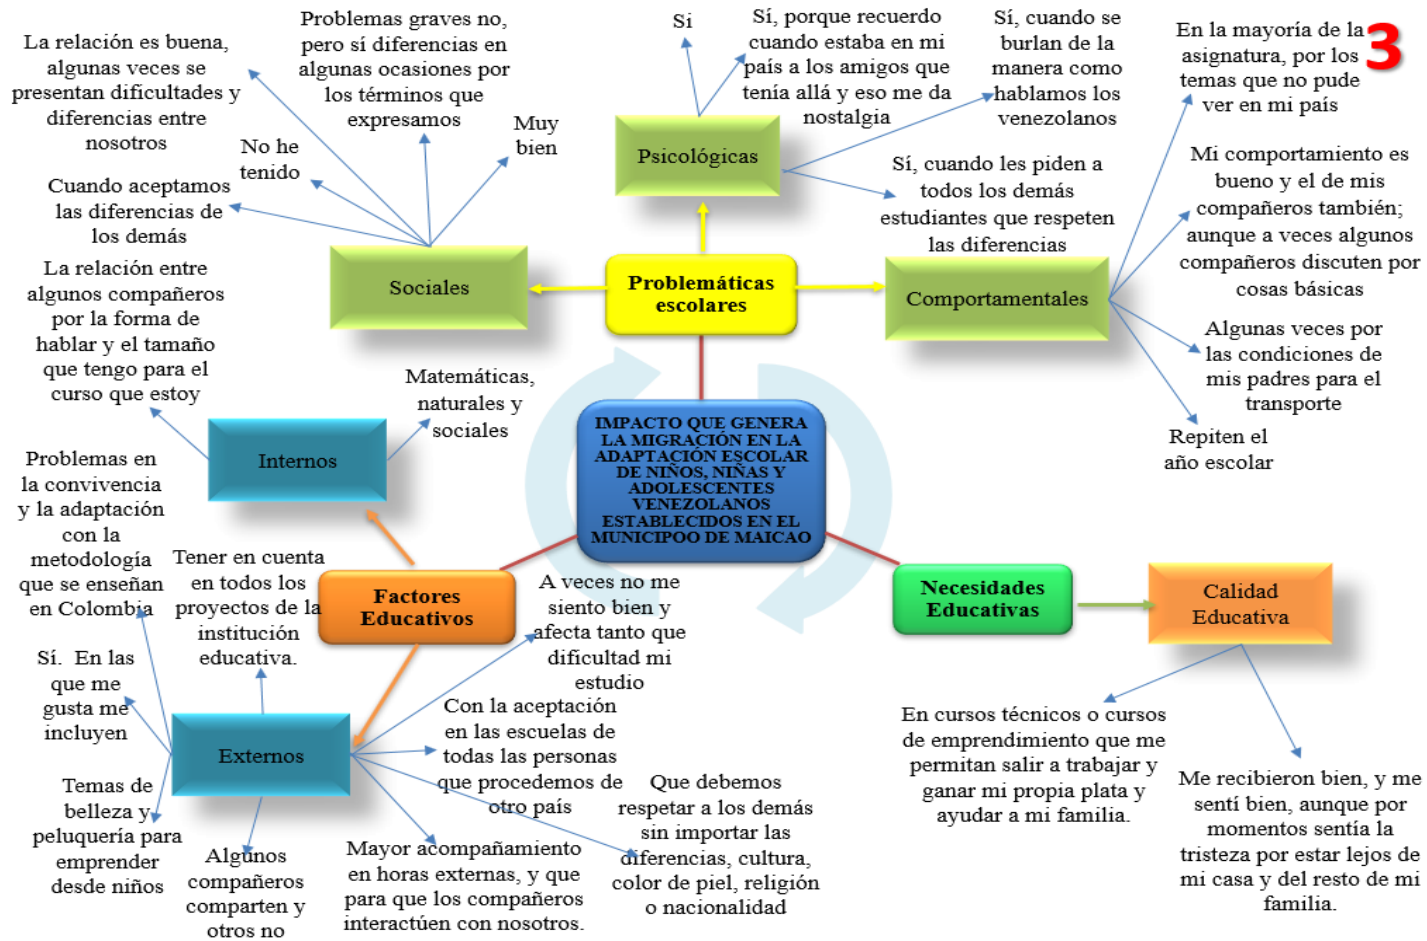 La relación es buena,
algunas veces se
presentan dificultades y
diferencias entre
nosotros
Problemas graves no,
pero sí diferencias en
algunas ocasiones por
los términos que
expresamos
No he
tenido
Muy
bien
Cuando aceptamos
las diferencias de
los demás
Sociales
Si
Sí, porque recuerdo
cuando estaba en mi
país a los amigos que
tenía allá y eso me da
nostalgia
Sí, cuando se
burlan de la
manera como
hablamos los
venezolanos
Psicológicas
Sí, cuando les piden a
todos los demás
estudiantes que respeten
las diferencias
En la mayoría de la
asignatura, por los
temas que no pude
ver en mi país
3
Mi comportamiento es
bueno y el de mis
compañeros también;
aunque a veces algunos
compañeros discuten por
cosas básicas
Algunas veces por
las condiciones de
mis padres para el
transporte
Repiten el
año escolar
Comportamentales
Problemáticas
escolares
La relación entre
algunos compañeros
por la forma de
hablar y el tamaño
que tengo para el
curso que estoy
Matemáticas,
naturales y
sociales
Internos
IMPACTO QUE GENERA
LA MIGRACIÓN EN LA
ADAPTACIÓN ESCOLAR
DE NIÑOS, NIÑAS Y
ADOLESCENTES
VENEZOLANOS
ESTABLECIDOS EN EL
MUNICIPOO DE MAICAO
Problemas en
la convivencia
y la adaptación
con la
metodología
que se enseñan
en Colombia
Tener en cuenta
en todos los
proyectos de la
institución
educativa.
Factores
Educativos
A veces no me
siento bien y
afecta tanto que
dificultad mi
estudio
Necesidades
Educativas
Calidad
Educativa
Sí.  En las
que me
gusta me
incluyen
Externos
Con la aceptación
en las escuelas de
todas las personas
que procedemos de
otro país
Temas de
belleza y
peluquería para
emprender
desde niños
Algunos
compañeros
comparten y
otros no
Mayor acompañamiento
en horas externas, y que
para que los compañeros
interactúen con nosotros.
Que debemos
respetar a los demás
sin importar las
diferencias, cultura,
color de piel, religión
o nacionalidad
En cursos técnicos o cursos
de emprendimiento que me
permitan salir a trabajar y
ganar mi propia plata y
ayudar a mi familia.
Me recibieron bien, y me
sentí bien, aunque por
momentos sentía la
tristeza por estar lejos de
mi casa y del resto de mi
familia.